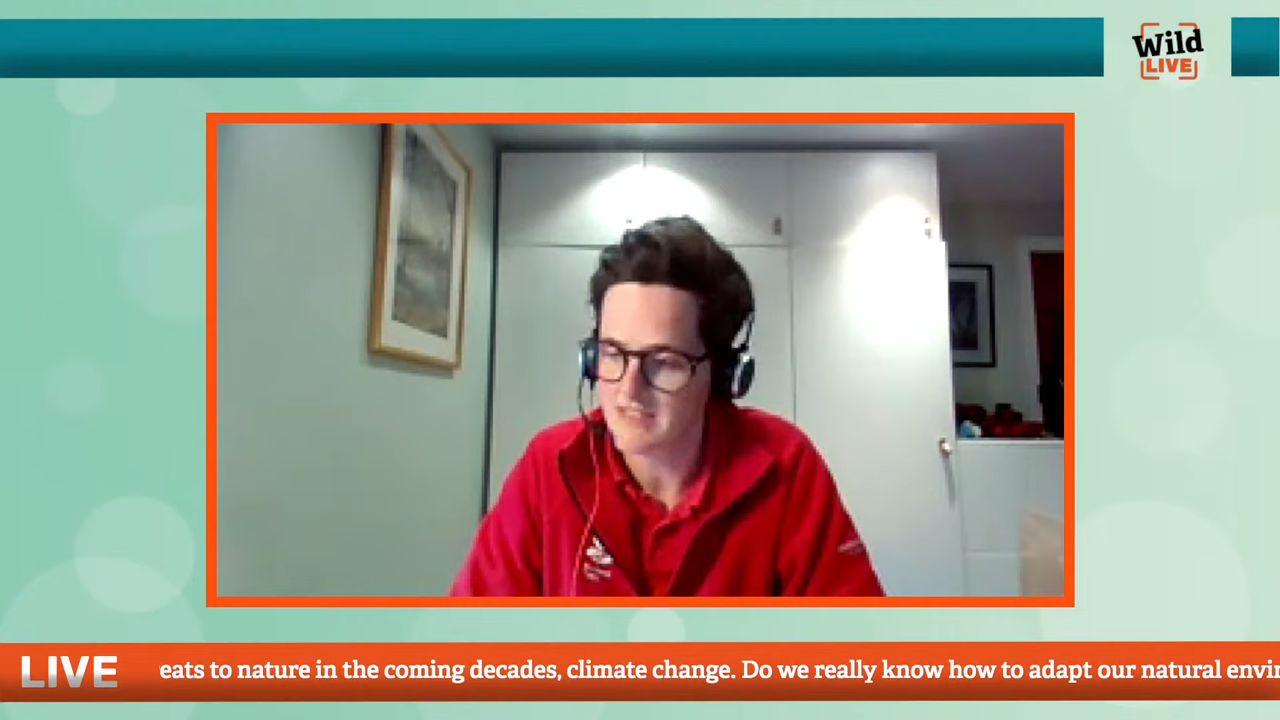 Wild
LIVE
LIVE
eats to nature in the coming decades, climate change. Do we really know how to adapt our natural envir